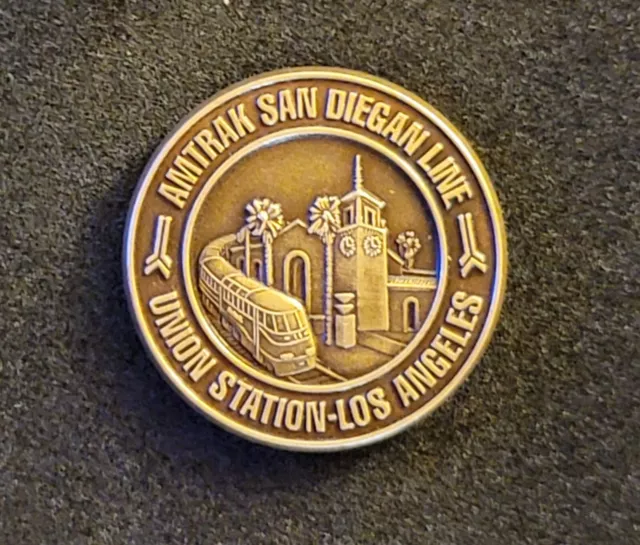 AMTRAK SAN DIEGAN LINE
UNION STATION-LOS ANGELES